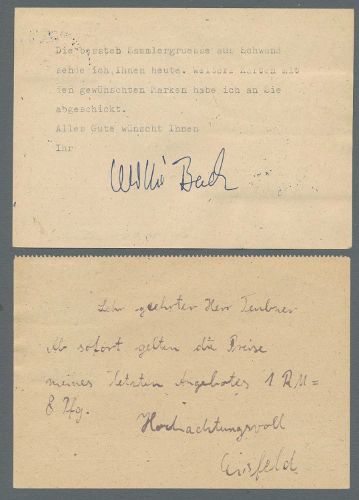 Die bessten Sammlergruesse aus Schwand
sende ich Ihnen heute. Weitere Karten mit
den gewünschten Marken habe ich an Sie
abgeschickt.
Alles Gute wünscht Ihnen
Ihr
Willi Bach
Sehr geehrter Herr Teubner
Ab sofort gelten die Preise
meines letzten Angebotes 1 RM =
8 Pfg.
Hochachtungsvoll
Eisfeld